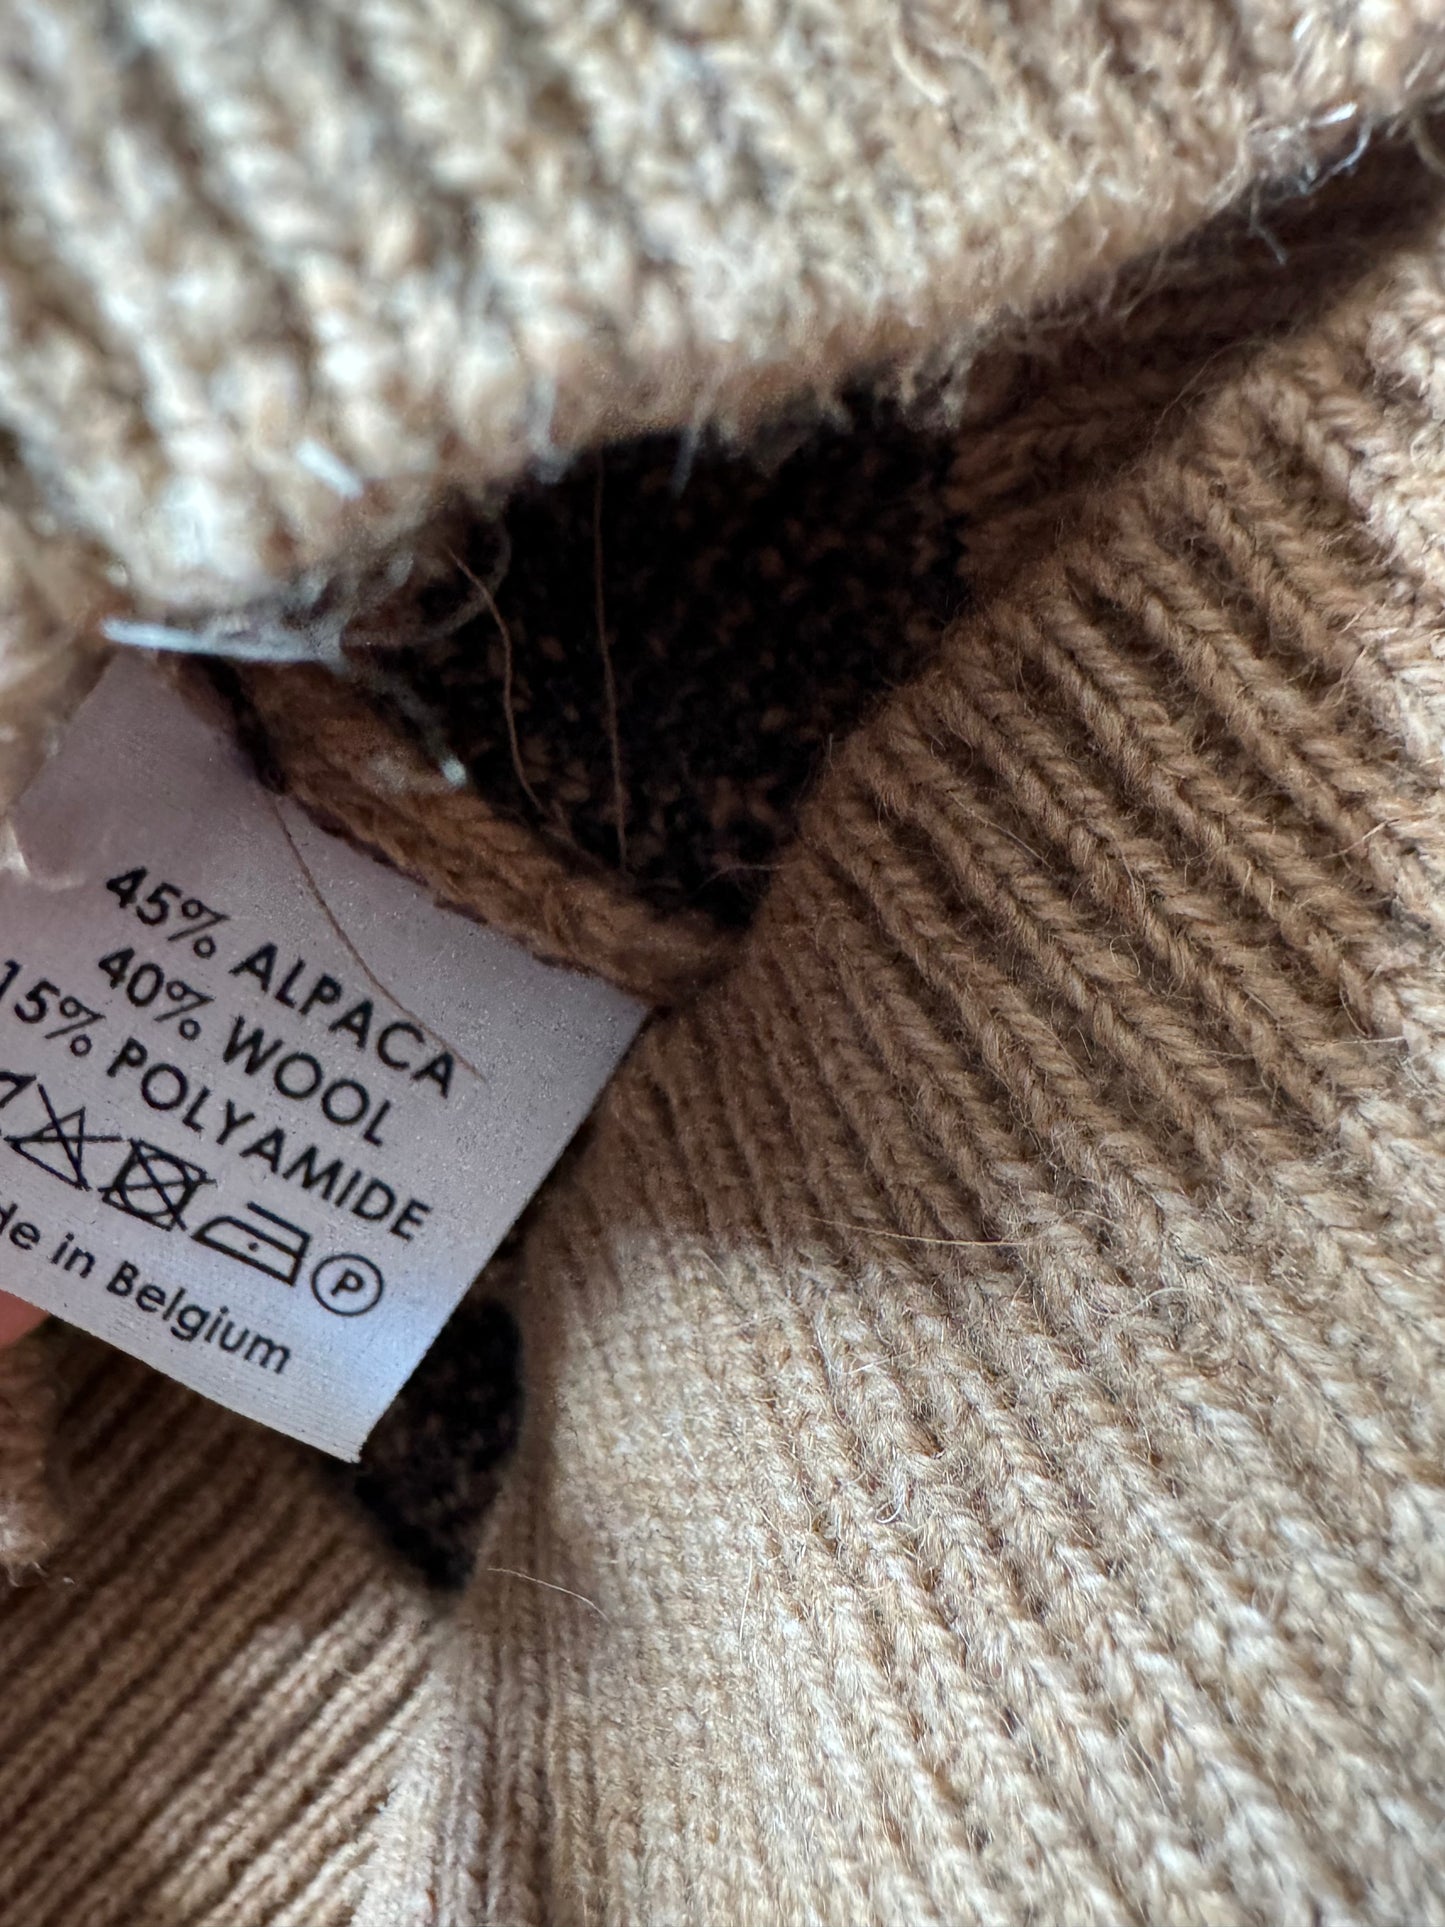 45% ALPACA
40% WOOL
15% POLYAMIDE
P
de in Belgium